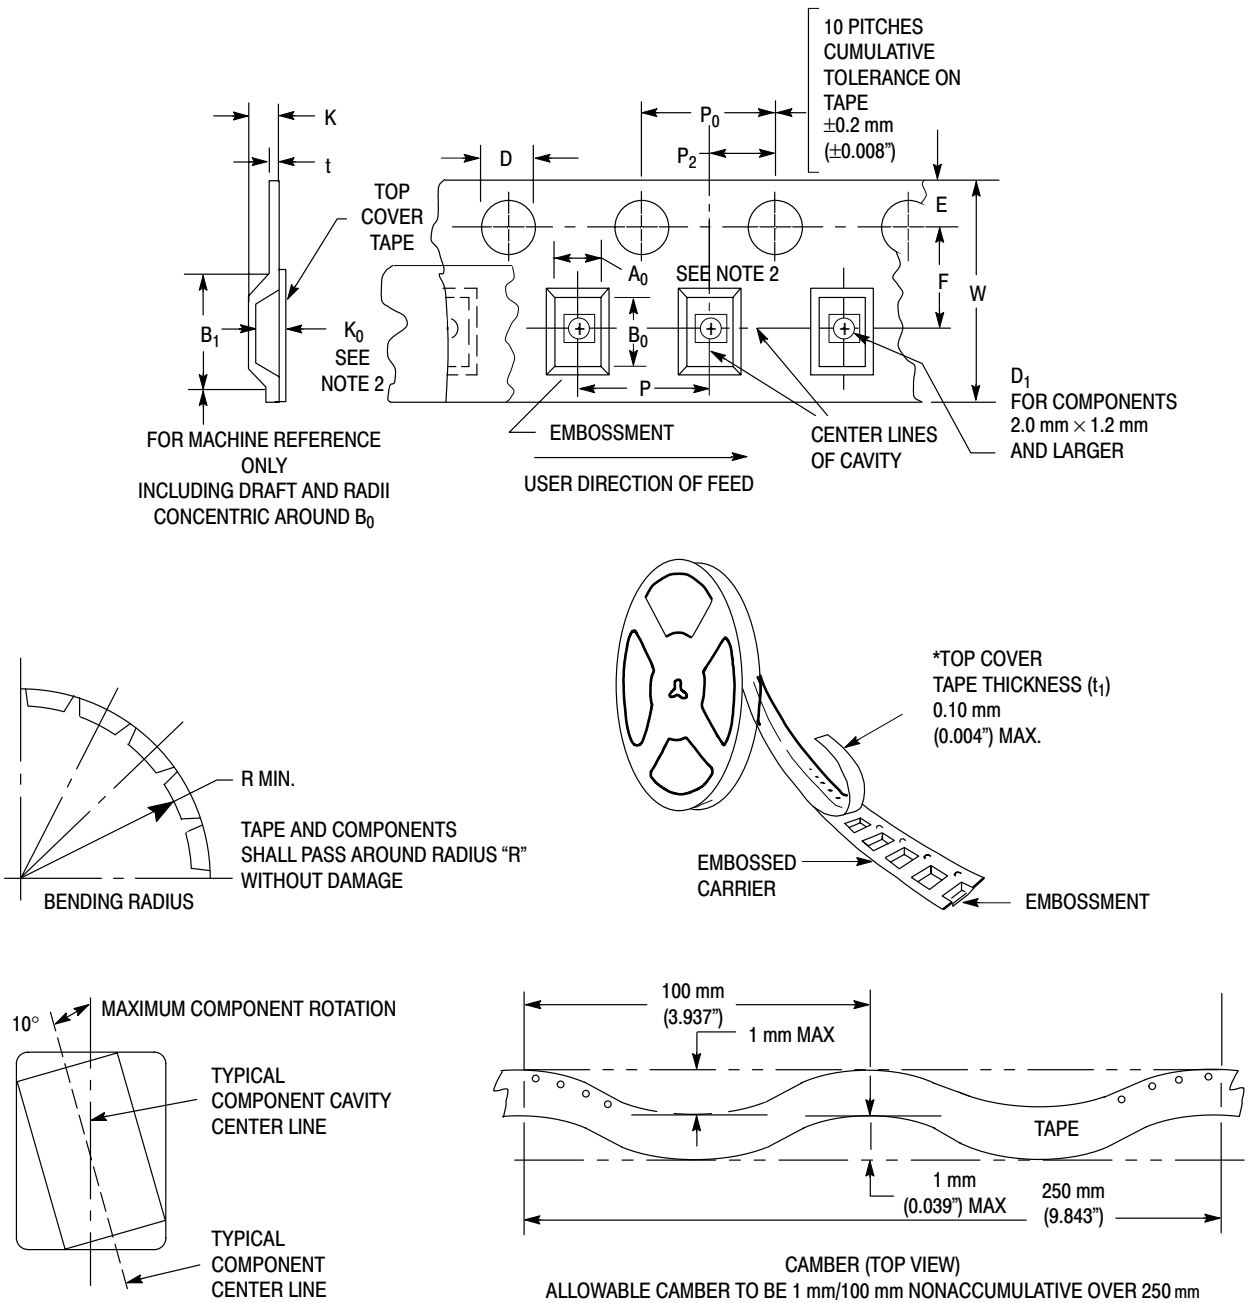 10 PITCHES
CUMULATIVE
TOLERANCE ON
TAPE
±0.2 mm
(±0.008”)
K
t
P0
P2
D
E
TOP
COVER
TAPE
A0
SEE NOTE 2
F
W
B1
K0
SEE
NOTE 2
B0
P
D1
FOR COMPONENTS
2.0 mm × 1.2 mm
AND LARGER
EMBOSSMENT
CENTER LINES
OF CAVITY
USER DIRECTION OF FEED
FOR MACHINE REFERENCE
ONLY
INCLUDING DRAFT AND RADII
CONCENTRIC AROUND B0
*TOP COVER
TAPE THICKNESS (t1)
0.10 mm
(0.004”) MAX.
R MIN.
TAPE AND COMPONENTS
SHALL PASS AROUND RADIUS “R”
WITHOUT DAMAGE
BENDING RADIUS
EMBOSSED
CARRIER
EMBOSSMENT
10°
MAXIMUM COMPONENT ROTATION
TYPICAL
COMPONENT CAVITY
CENTER LINE
TYPICAL
COMPONENT
CENTER LINE
100 mm
(3.937”)
1 mm MAX
TAPE
1 mm
(0.039”) MAX
250 mm
(9.843”)
CAMBER (TOP VIEW)
ALLOWABLE CAMBER TO BE 1 mm/100 mm NONACCUMULATIVE OVER 250 mm